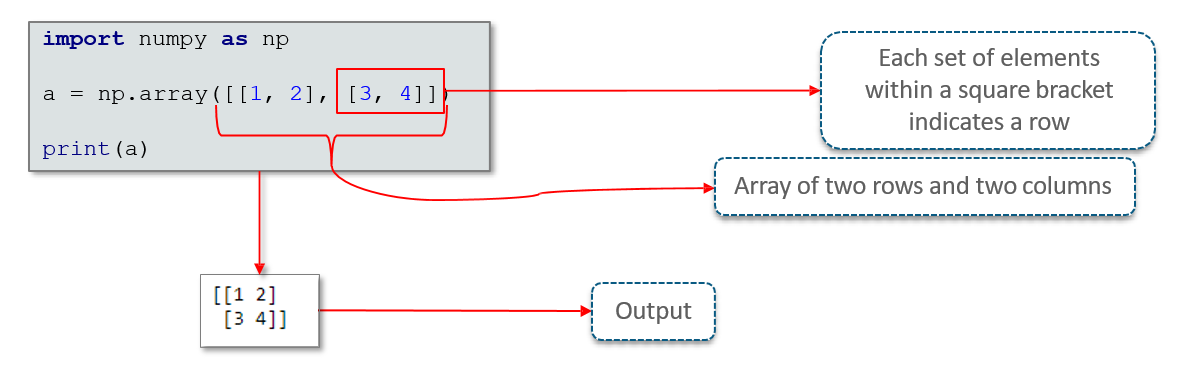 import numpy as np
a = np.array([[1, 2], [3, 4]])
print(a)
Each set of elements
within a square bracket
indicates a row
Array of two rows and two columns
[[1 2]
[3 4]]
Output